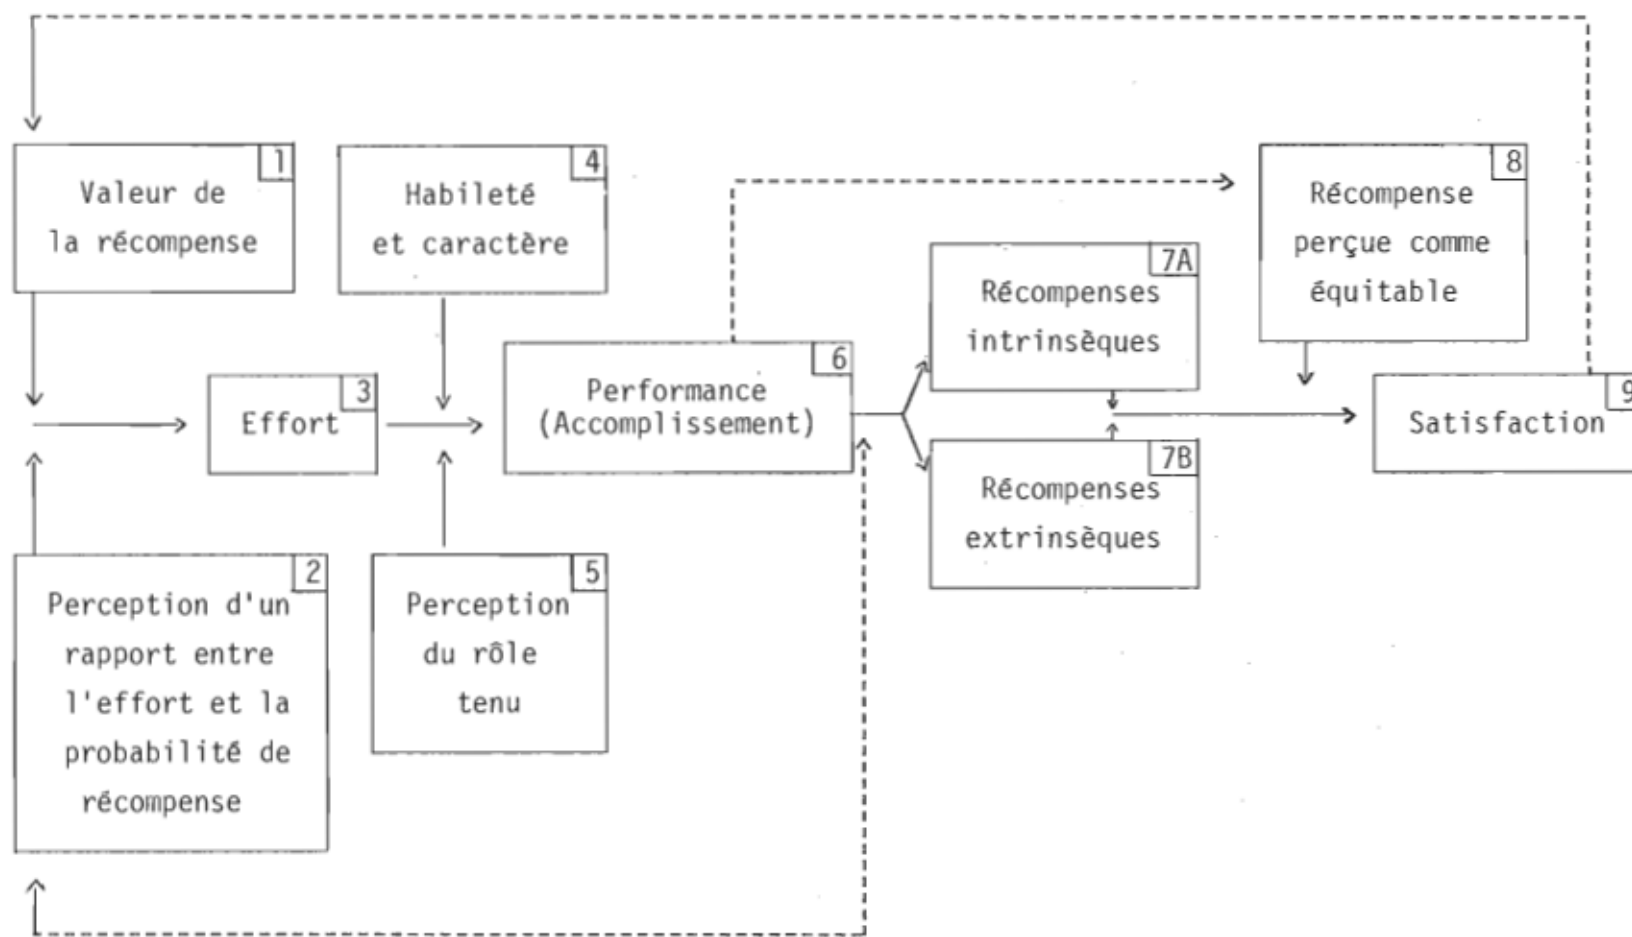 1
Valeur de
la récompense
4
Habileté
et caractère
8
Récompense
perçue comme
équitable
7A
Récompenses
intrinsèques
3
Effort
6
Performance
(Accomplissement)
9
Satisfaction
7B
Récompenses
extrinsèques
2
Perception d'un
rapport entre
l'effort et la
probabilité de
récompense
5
Perception
du rôle
tenu